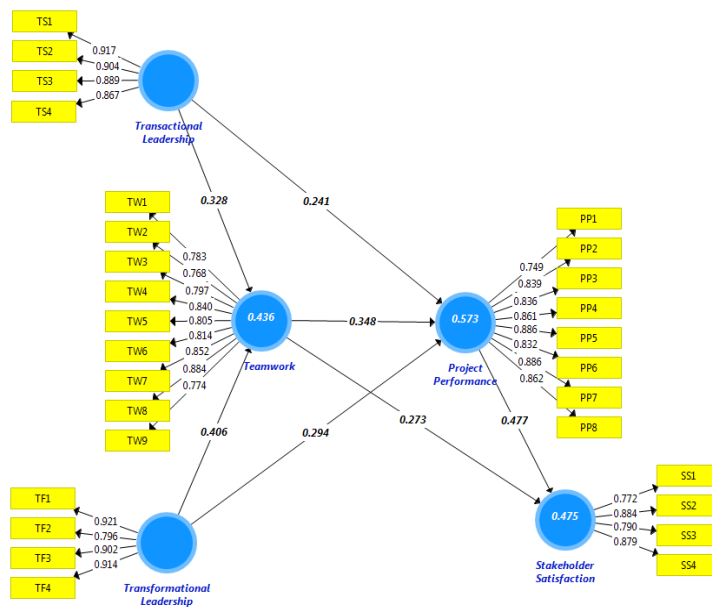 TS1
TS2
TS3
TS4
0.917
0.904
0.889
0.867
Transactional
Leadership
0.328
0.241
TW1
TW2
TW3
TW4
TW5
TW6
TW7
TW8
TW9
0.783
0.768
0.797
0.840
0.805
0.814
0.852
0.884
0.774
0.436
Teamwork
0.348
0.573
Project
Performance
0.749
0.839
0.836
0.861
0.886
0.832
0.886
0.862
PP1
PP2
PP3
PP4
PP5
PP6
PP7
PP8
0.406
0.294
0.273
0.477
TF1
TF2
TF3
TF4
0.921
0.796
0.902
0.914
Transformational
Leadership
0.475
Stakeholder
Satisfaction
0.772
0.884
0.790
0.879
SS1
SS2
SS3
SS4